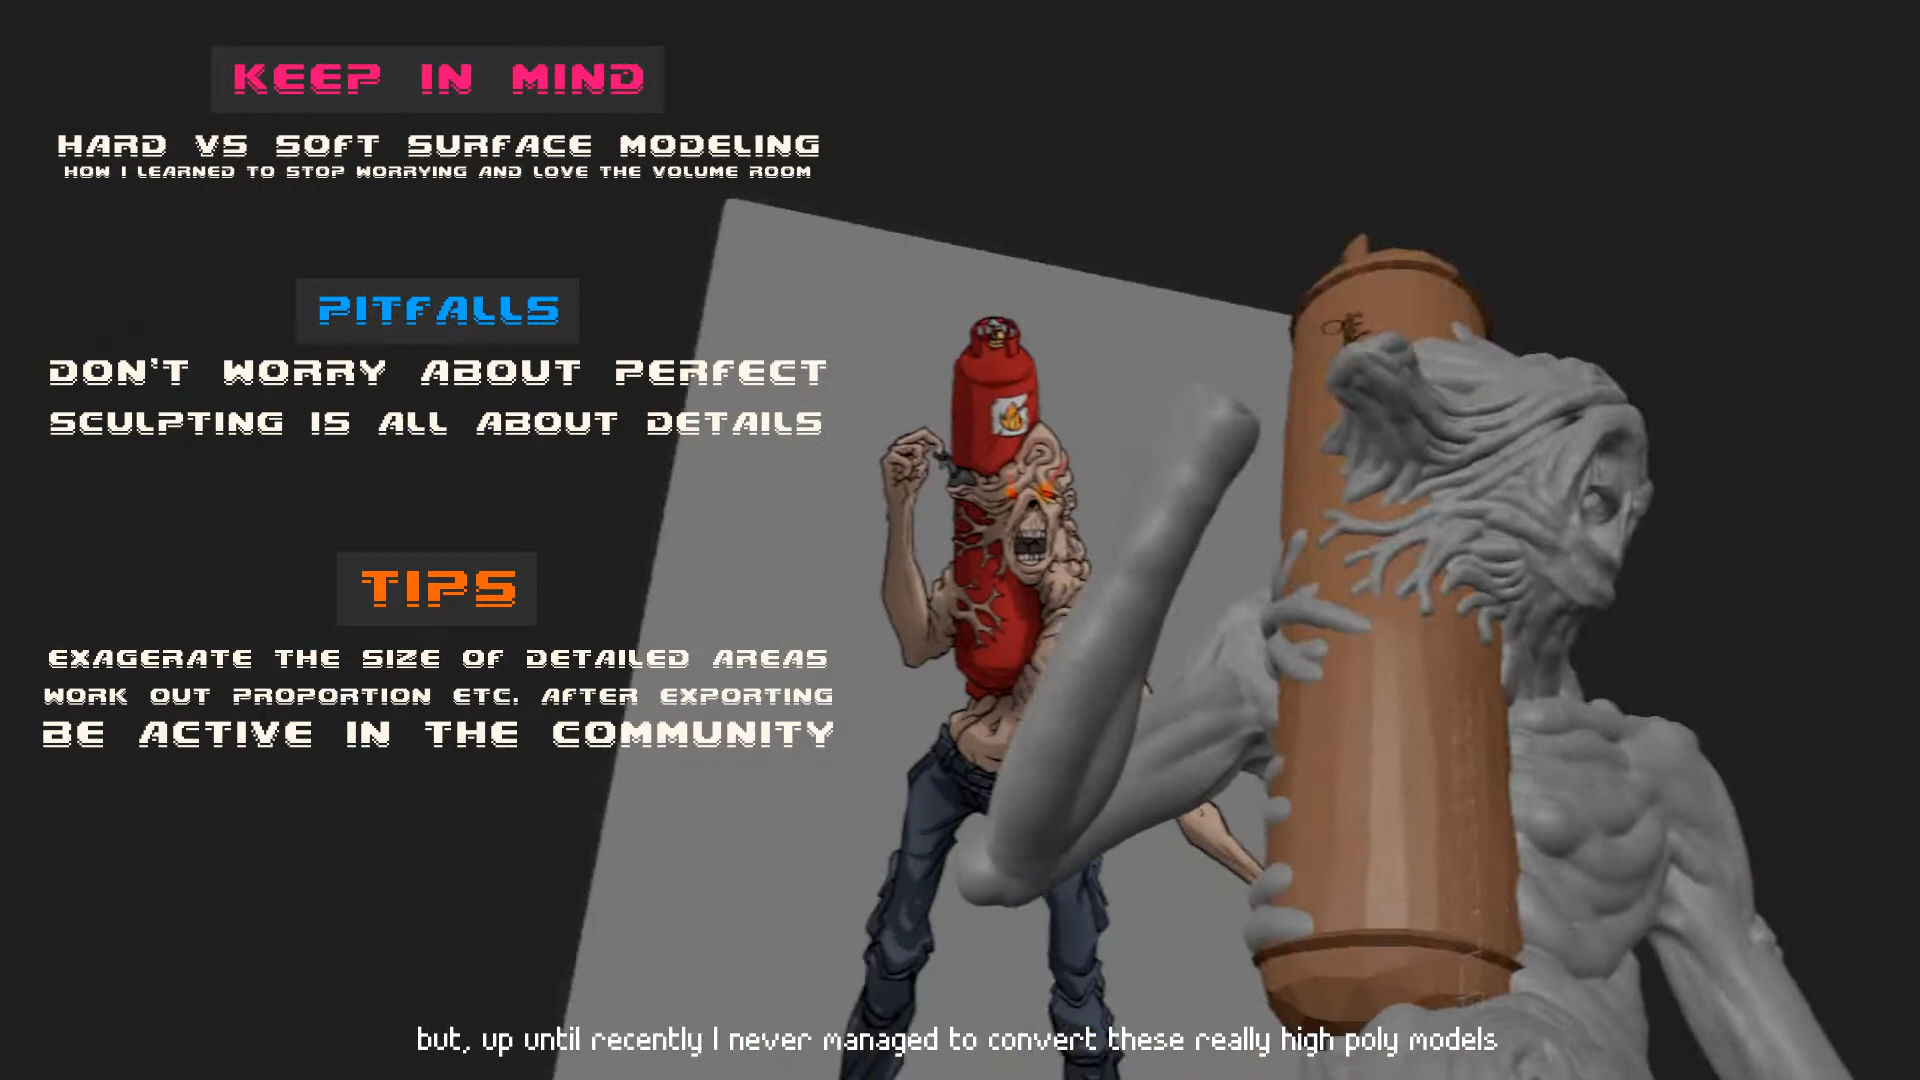 KEEP IN MIND
HARD VS SOFT SURFACE MODELING
HOW I LEARNED TO STOP WORRYING AND LOVE THE VOLUME ROOM
PITFALLS
DON'T WORRY ABOUT PERFECT
SCULPTING IS ALL ABOUT DETAILS
TIPS
EXAGERATE THE SIZE OF DETAILED AREAS
WORK OUT PROPORTION ETC. AFTER EXPORTING
BE ACTIVE IN THE COMMUNITY
but, up until recently I never managed to convert these really high poly models